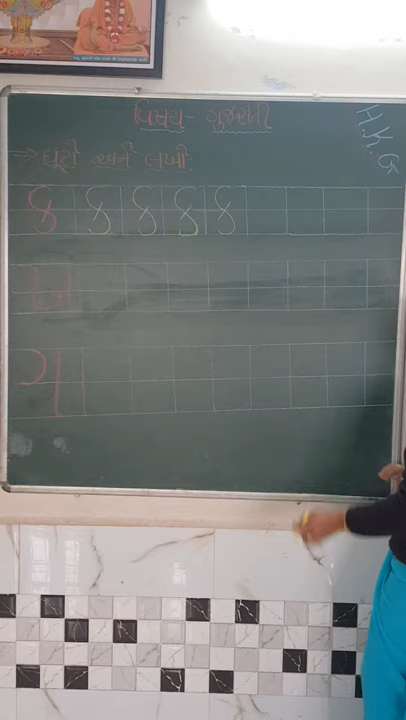 વિષય - ગુજરાતી
H.K.G
⇒ ઘૂંટો અને લખો.
ક ક ક ક ક
ખ
ગ